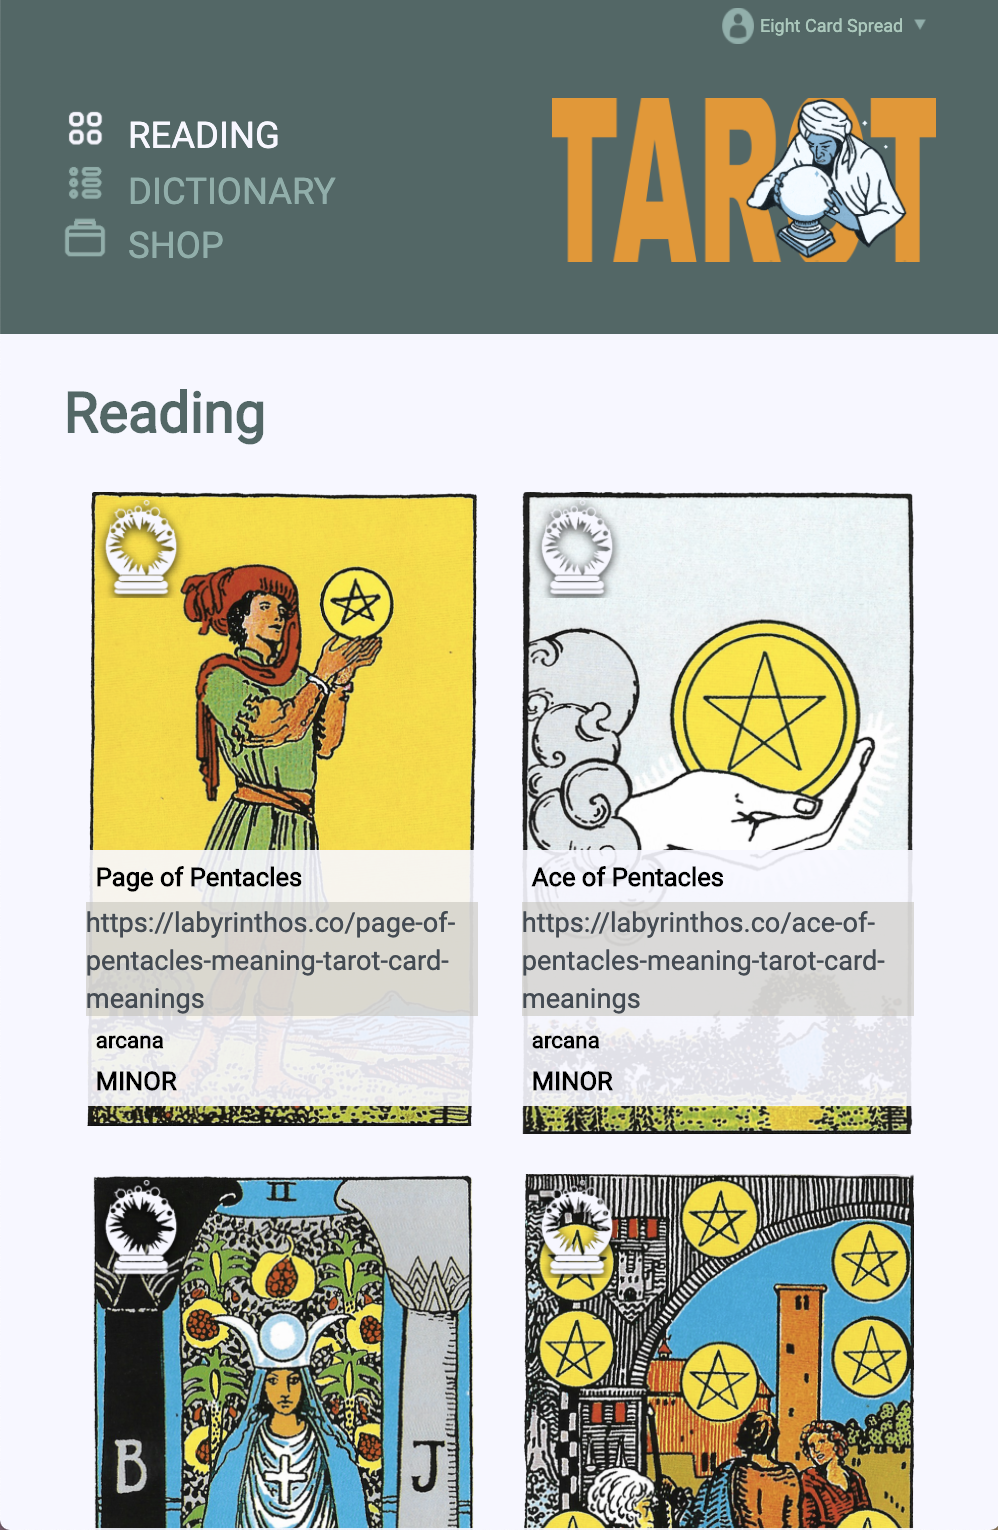 Eight Card Spread ▼
READING
DICTIONARY
SHOP
TAROT
Reading
Page of Pentacles
https://labyrinthos.co/page-of-
pentacles-meaning-tarot-card-
meanings
arcana
MINOR
Ace of Pentacles
https://labyrinthos.co/ace-of-
pentacles-meaning-tarot-card-
meanings
arcana
MINOR
II
B
J